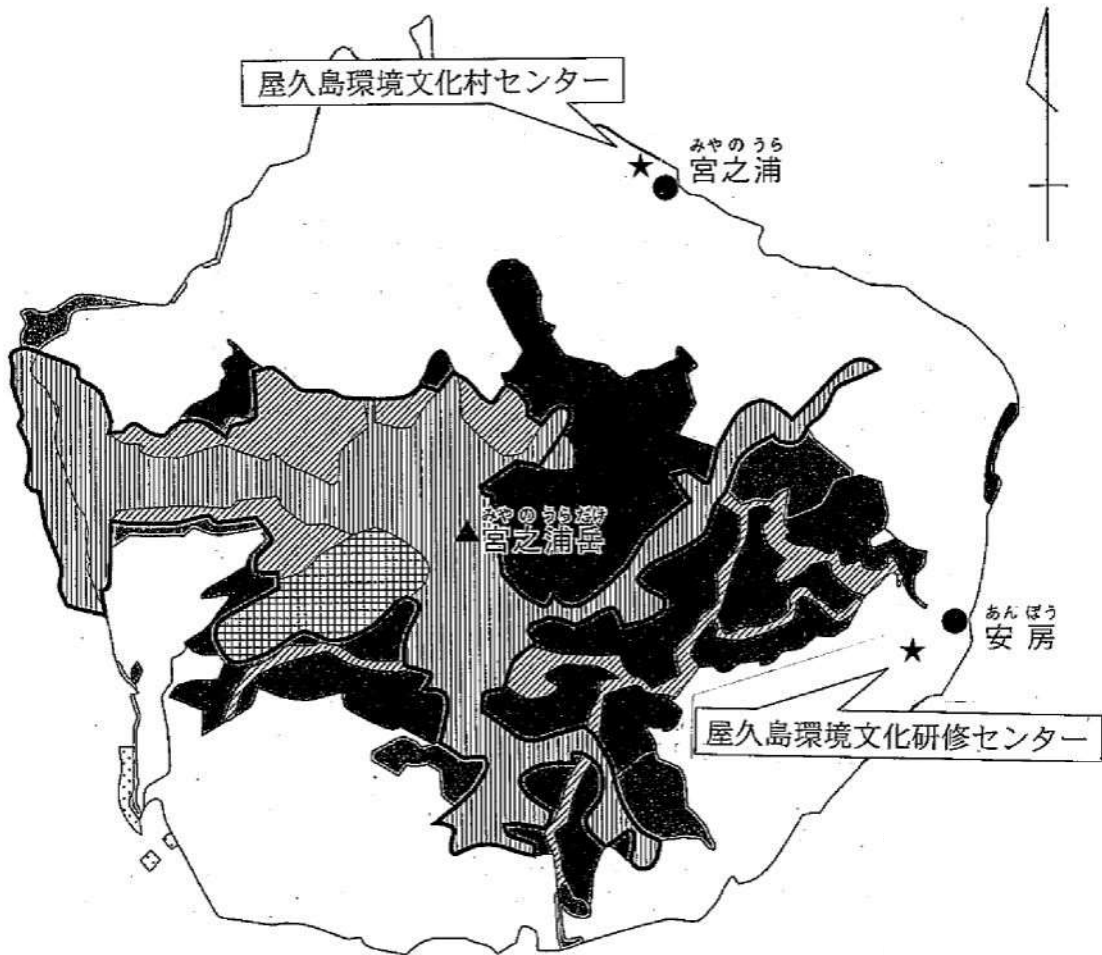 屋久島環境文化村センター
みやのうら
宮之浦
みやのうらだけ
宮之浦岳
あんぼう
安房
屋久島環境文化研修センター